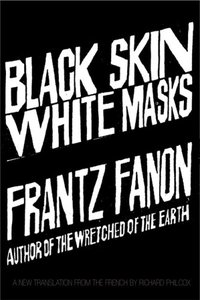 BLACK SKIN
WHITE MASKS
FRANTZ FANON
AUTHOR OF THE WRETCHED OF THE EARTH
A NEW TRANSLATION FROM THE FRENCH BY RICHARD PHILCOX